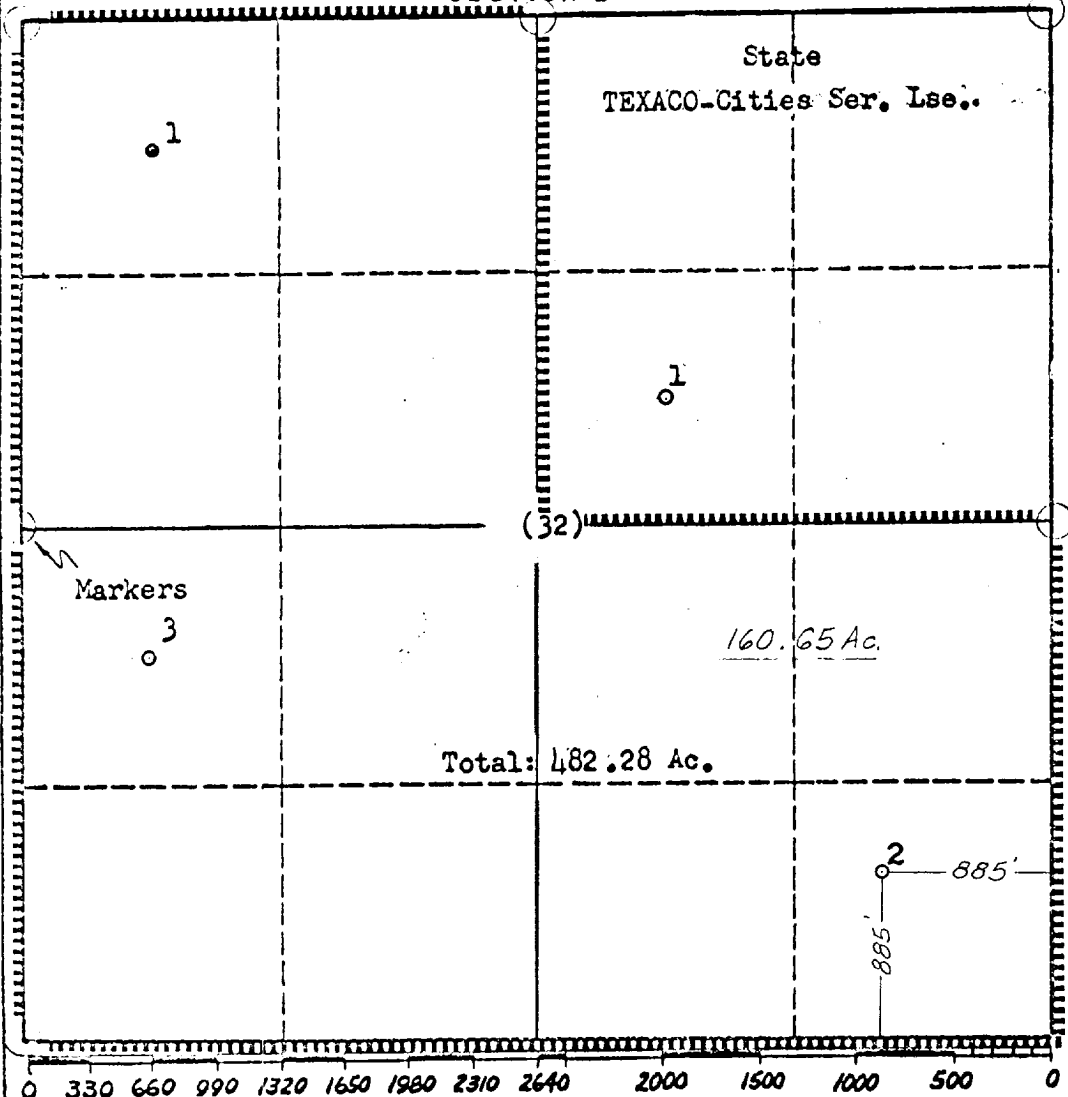 State
TEXACO-Cities Ser. Lse.
1
1
(32)
Markers
3
160.65 Ac.
Total: 482.28 Ac.
2
885'
885'
0 330 660 990 1320 1650 1980 2310 2640 2000 1500 1000 500 0